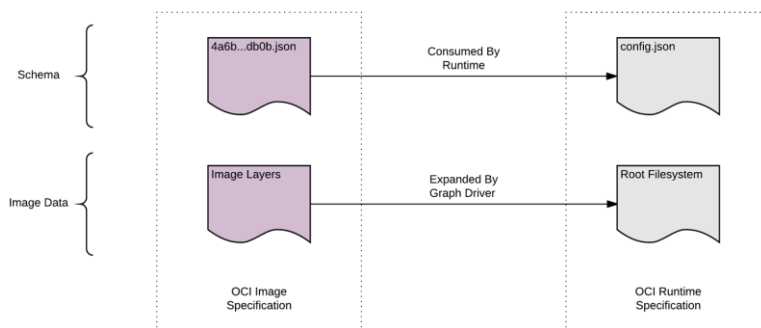 Schema
4a6b...db0b.json
Consumed By
Runtime
config.json
Image Data
Image Layers
Expanded By
Graph Driver
Root Filesystem
OCI Image
Specification
OCI Runtime
Specification